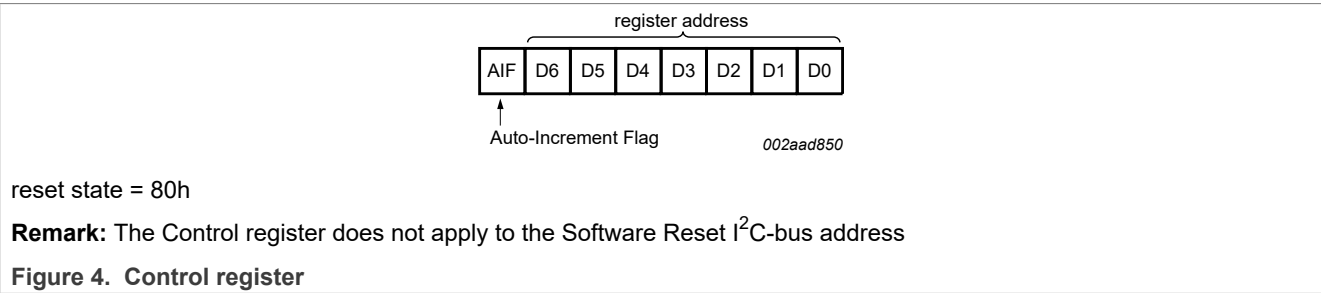 register address
AIF D6 D5 D4 D3 D2 D1 D0
Auto-Increment Flag
002aad850
reset state = 80h
Remark: The Control register does not apply to the Software Reset I²C-bus address
Figure 4. Control register